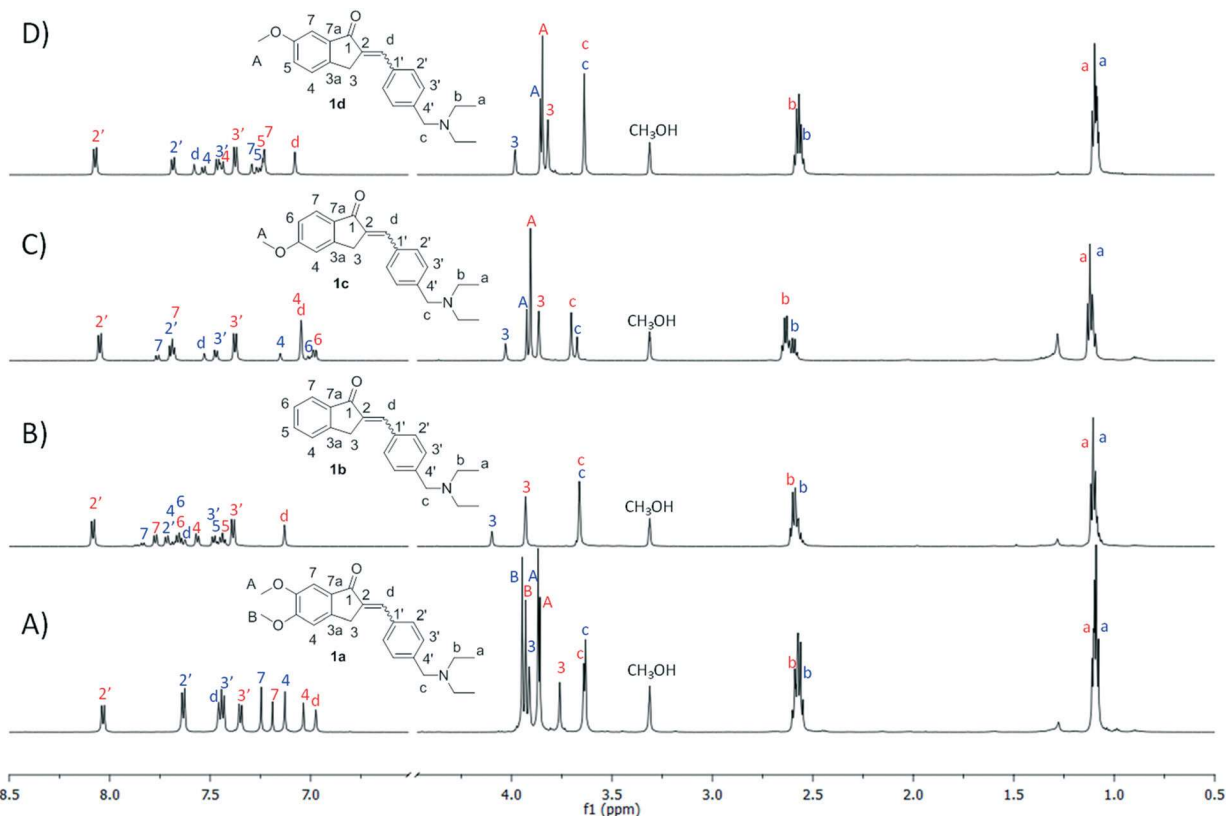 D)
O
7
7a
1
2
d
A
O
5
4
3a
3
1'
2'
3'
4'
1d
c
N
b
a
2'
2'
d
4
3'
4
3'
7
5
5
7
d
3
A
A
3
c
c
CH₃OH
b
b
a
a
C)
O
7
7a
6
1
2
d
A
O
4
3a
3
1'
2'
3'
4'
1c
c
N
b
a
2'
7
7
2'
d
3'
3'
4
4
d
6
6
3
A
A
3
c
c
CH₃OH
b
b
a
a
B)
O
7
7a
6
1
2
d
5
4
3a
3
1'
2'
3'
4'
1b
c
N
b
a
2'
7
7
2'
4
6
6
d
4
3'
5
5
3'
d
3
3
c
c
CH₃OH
b
b
a
a
A)
O
7
7a
A
O
1
2
d
B
O
4
3a
3
1'
2'
3'
4'
1a
c
N
b
a
2'
2'
d
3'
3'
7
7
4
4
d
B
B
3
A
A
3
c
c
CH₃OH
b
b
a
a
8.5 8.0 7.5 7.0 4.0 3.5 3.0 2.5 2.0 1.5 1.0 0.5
f1 (ppm)